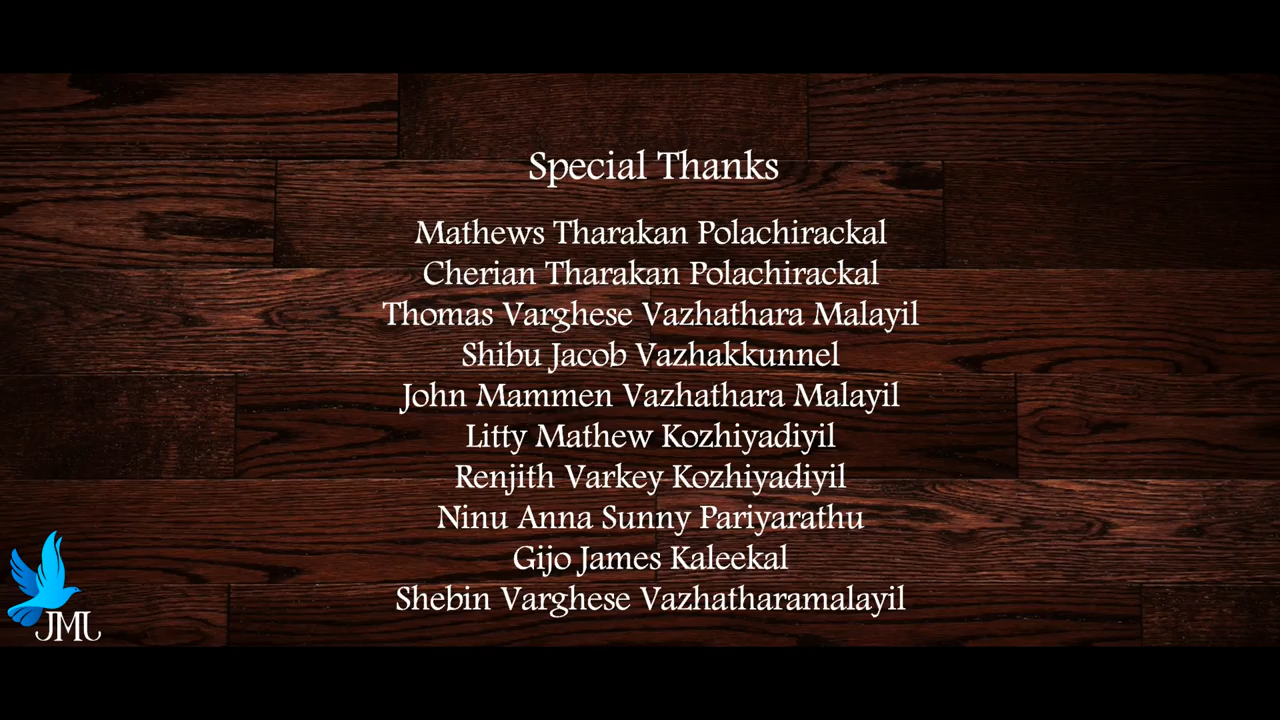 Special Thanks
Mathews Tharakan Polachirackal
Cherian Tharakan Polachirackal
Thomas Varghese Vazhathara Malayil
Shibu Jacob Vazhakkunnel
John Mammen Vazhathara Malayil
Litty Mathew Kozhiyadiyil
Renjith Varkey Kozhiyadiyil
Ninu Anna Sunny Pariyarathu
Gijo James Kaleekal
Shebin Varghese Vazhatharamalayil
JMJ